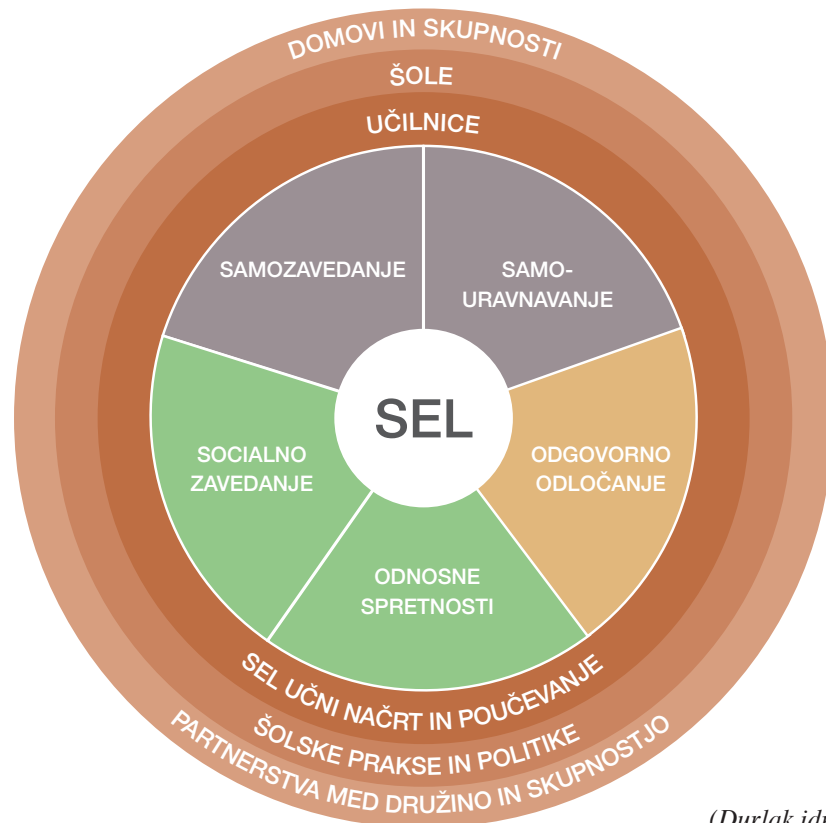 DOMOVI IN SKUPNOSTI
ŠOLE
UČILNICE
SAMOZAVEDANJE
SAMO-
URAVNAVANJE
SEL
SOCIALNO
ZAVEDANJE
ODGOVORNO
ODLOČANJE
ODNOSNE
SPRETNOSTI
SEL UČNI NAČRT IN POUČEVANJE
ŠOLSKE PRAKSE IN POLITIKE
PARTNERSTVA MED DRUŽINO IN SKUPNOSTJO
(Durlak